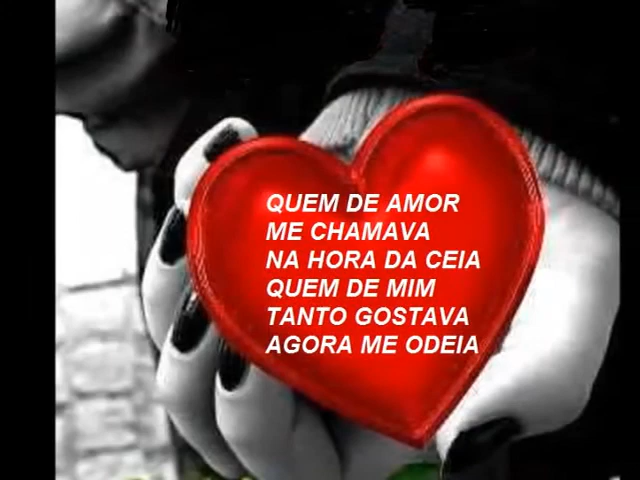 QUEM DE AMOR
ME CHAMAVA
NA HORA DA CEIA
QUEM DE MIM
TANTO GOSTAVA
AGORA ME ODEIA